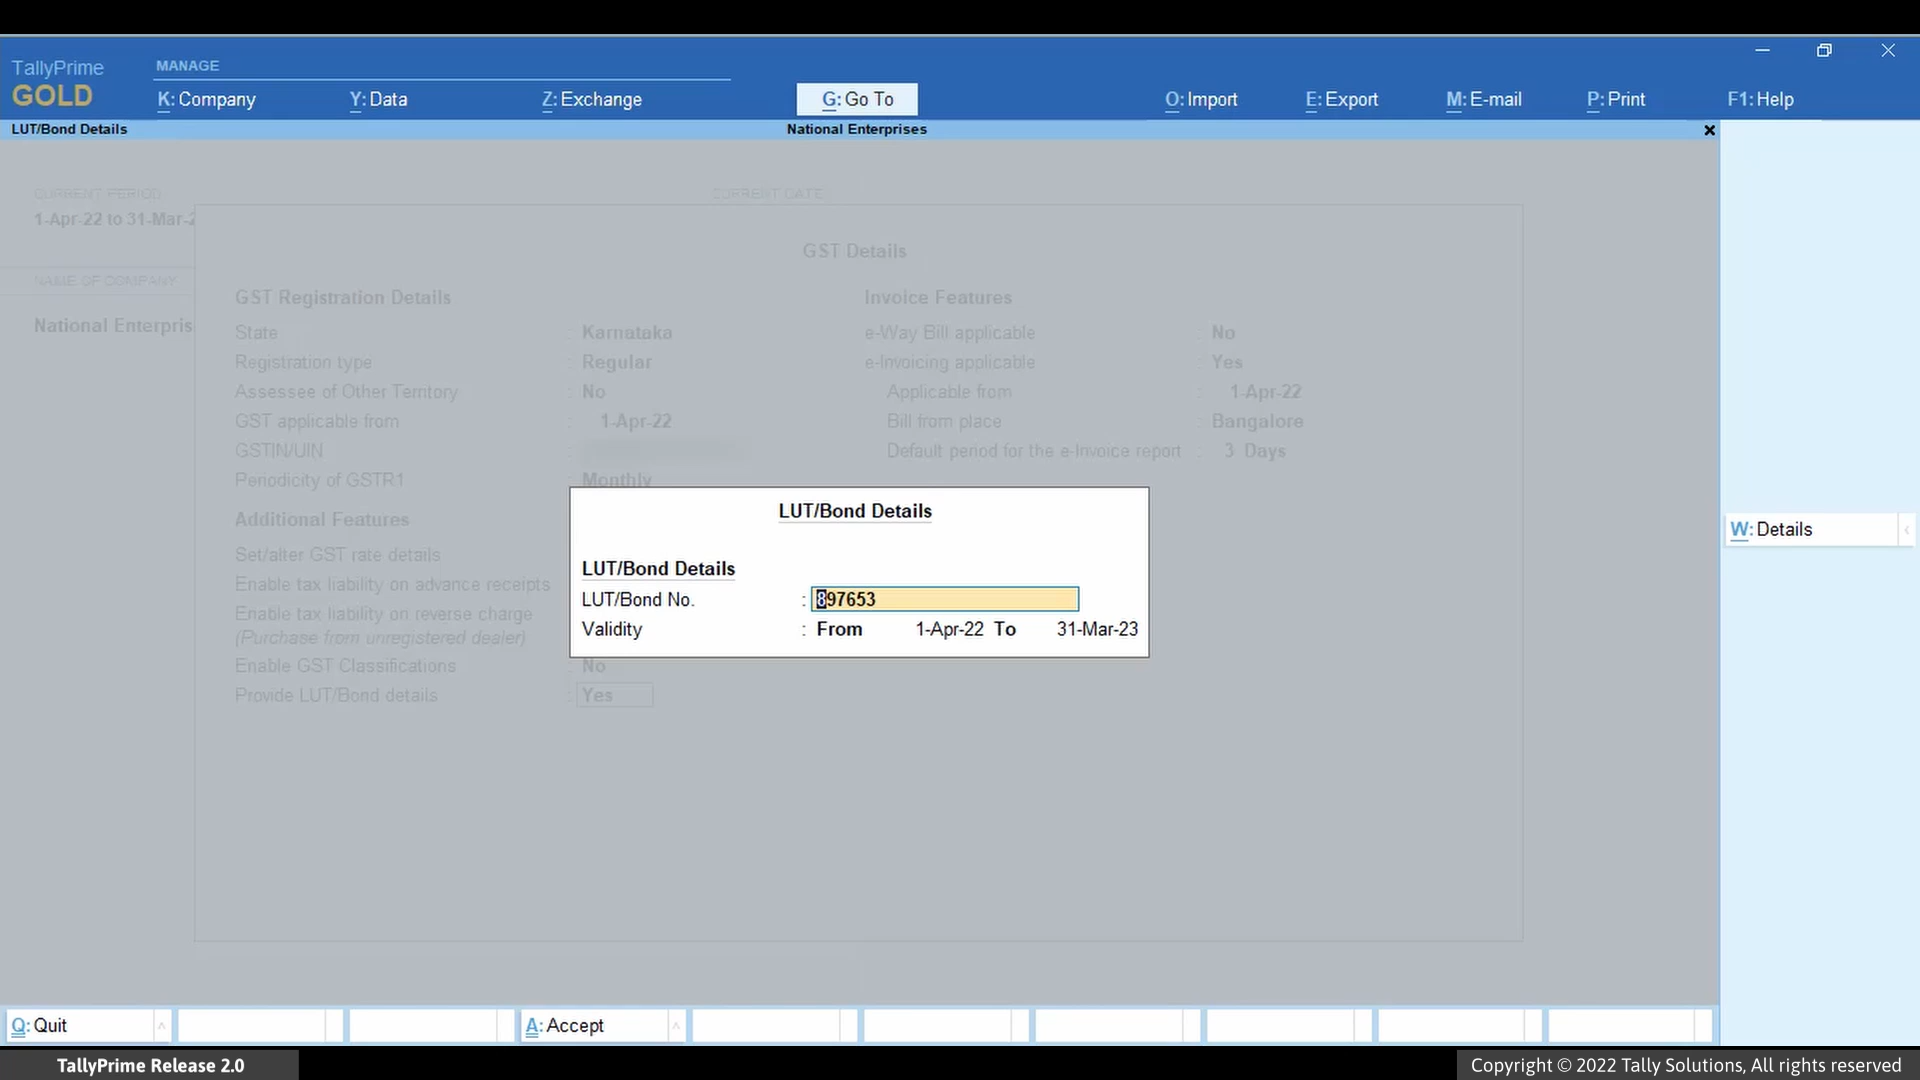 TallyPrime
GOLD
MANAGE
K: Company
Y: Data
Z: Exchange
G: Go To
O: Import
E: Export
M: E-mail
P: Print
F1: Help
LUT/Bond Details
National Enterprises
CURRENT PERIOD
CURRENT DATE
1-Apr-22 to 31-Mar-
GST Details
NAME OF COMPANY
National Enterpris
GST Registration Details
State : Karnataka
Registration type : Regular
Assessee of Other Territory : No
GST applicable from : 1-Apr-22
GSTIN/UIN :
Periodicity of GSTR1 : Monthly
Invoice Features
e-Way Bill applicable : No
e-Invoicing applicable : Yes
Applicable from : 1-Apr-22
Bill from place : Bangalore
Default period for the e-Invoice report : 3 Days
Additional Features
Set/alter GST rate details
Enable tax liability on advance receipts
Enable tax liability on reverse charge
(Purchase from unregistered dealer)
Enable GST Classifications : No
Provide LUT/Bond details : Yes
LUT/Bond Details
LUT/Bond Details
LUT/Bond No. : 897653
Validity : From 1-Apr-22 To 31-Mar-23
W: Details
Q: Quit
A: Accept
TallyPrime Release 2.0
Copyright © 2022 Tally Solutions, All rights reserved